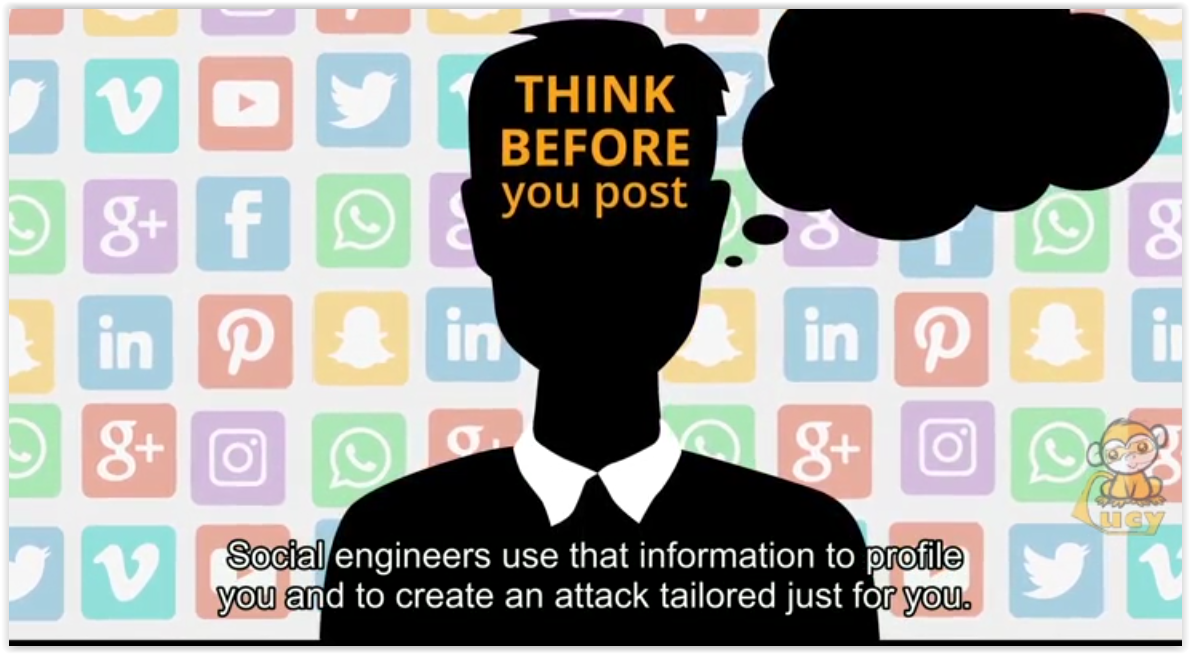 THINK
BEFORE
you post
Social engineers use that information to profile
you and to create an attack tailored just for you.
Lucy